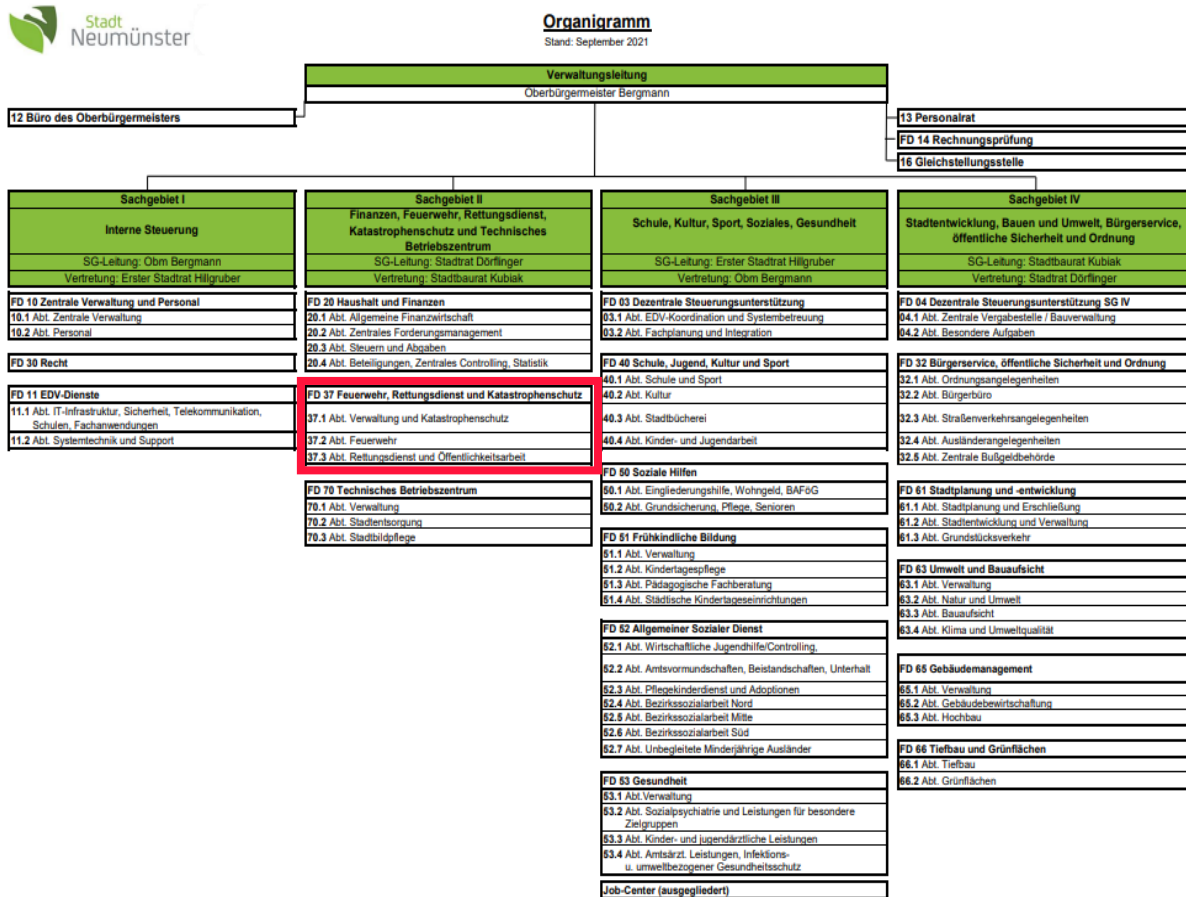 Stadt
Neumünster
Organigramm
Stand: September 2021
Verwaltungsleitung
Oberbürgermeister Bergmann
12 Büro des Oberbürgermeisters
13 Personalrat
FD 14 Rechnungsprüfung
16 Gleichstellungsstelle
Sachgebiet I
Interne Steuerung
SG-Leitung: Obm Bergmann
Vertretung: Erster Stadtrat Hillgruber
FD 10 Zentrale Verwaltung und Personal
10.1 Abt. Zentrale Verwaltung
10.2 Abt. Personal
FD 30 Recht
FD 11 EDV-Dienste
11.1 Abt. IT-Infrastruktur, Sicherheit, Telekommunikation,
Schulen, Fachanwendungen
11.2 Abt. Systemtechnik und Support
Sachgebiet II
Finanzen, Feuerwehr, Rettungsdienst,
Katastrophenschutz und Technisches
Betriebszentrum
SG-Leitung: Stadtrat Dörflinger
Vertretung: Stadtbaurat Kubiak
FD 20 Haushalt und Finanzen
20.1 Abt. Allgemeine Finanzwirtschaft
20.2 Abt. Zentrales Forderungsmanagement
20.3 Abt. Steuern und Abgaben
20.4 Abt. Beteiligungen, Zentrales Controlling, Statistik
FD 37 Feuerwehr, Rettungsdienst und Katastrophenschutz
37.1 Abt. Verwaltung und Katastrophenschutz
37.2 Abt. Feuerwehr
37.3 Abt. Rettungsdienst und Öffentlichkeitsarbeit
FD 70 Technisches Betriebszentrum
70.1 Abt. Verwaltung
70.2 Abt. Stadtentsorgung
70.3 Abt. Stadtbildpflege
Sachgebiet III
Schule, Kultur, Sport, Soziales, Gesundheit
SG-Leitung: Erster Stadtrat Hillgruber
Vertretung: Obm Bergmann
FD 03 Dezentrale Steuerungsunterstützung
03.1 Abt. EDV-Koordination und Systembetreuung
03.2 Abt. Fachplanung und Integration
FD 40 Schule, Jugend, Kultur und Sport
40.1 Abt. Schule und Sport
40.2 Abt. Kultur
40.3 Abt. Stadtbücherei
40.4 Abt. Kinder- und Jugendarbeit
FD 50 Soziale Hilfen
50.1 Abt. Eingliederungshilfe, Wohngeld, BAFöG
50.2 Abt. Grundsicherung, Pflege, Senioren
FD 51 Frühkindliche Bildung
51.1 Abt. Verwaltung
51.2 Abt. Kindertagespflege
51.3 Abt. Pädagogische Fachberatung
51.4 Abt. Städtische Kindertageseinrichtungen
FD 52 Allgemeiner Sozialer Dienst
52.1 Abt. Wirtschaftliche Jugendhilfe/Controlling,
52.2 Abt. Amtsvormundschaften, Beistandschaften, Unterhalt
52.3 Abt. Pflegekinderdienst und Adoptionen
52.4 Abt. Bezirkssozialarbeit Nord
52.5 Abt. Bezirkssozialarbeit Mitte
52.6 Abt. Bezirkssozialarbeit Süd
52.7 Abt. Unbegleitete Minderjährige Ausländer
FD 53 Gesundheit
53.1 Abt.Verwaltung
53.2 Abt. Sozialpsychiatrie und Leistungen für besondere
Zielgruppen
53.3 Abt. Kinder- und jugendärztliche Leistungen
53.4 Abt. Amtsärzt. Leistungen, Infektions-
u. umweltbezogener Gesundheitsschutz
Job-Center (ausgegliedert)
Sachgebiet IV
Stadtentwicklung, Bauen und Umwelt, Bürgerservice,
öffentliche Sicherheit und Ordnung
SG-Leitung: Stadtbaurat Kubiak
Vertretung: Stadtrat Dörflinger
FD 04 Dezentrale Steuerungsunterstützung SG IV
04.1 Abt. Zentrale Vergabestelle / Bauverwaltung
04.2 Abt. Besondere Aufgaben
FD 32 Bürgerservice, öffentliche Sicherheit und Ordnung
32.1 Abt. Ordnungsangelegenheiten
32.2 Abt. Bürgerbüro
32.3 Abt. Straßenverkehrsangelegenheiten
32.4 Abt. Ausländerangelegenheiten
32.5 Abt. Zentrale Bußgeldbehörde
FD 61 Stadtplanung und -entwicklung
61.1 Abt. Stadtplanung und Erschließung
61.2 Abt. Stadtentwicklung und Verwaltung
61.3 Abt. Grundstücksverkehr
FD 63 Umwelt und Bauaufsicht
63.1 Abt. Verwaltung
63.2 Abt. Natur und Umwelt
63.3 Abt. Bauaufsicht
63.4 Abt. Klima und Umweltqualität
FD 65 Gebäudemanagement
65.1 Abt. Verwaltung
65.2 Abt. Gebäudebewirtschaftung
65.3 Abt. Hochbau
FD 66 Tiefbau und Grünflächen
66.1 Abt. Tiefbau
66.2 Abt. Grünflächen